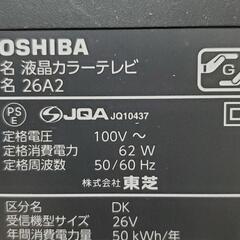 TOSHIBA
名 液晶カラーテレビ
名 26A2
PS E JQA JQ10437
定格電圧 100V ～
定格消費電力 62 W
定格周波数 50/60 Hz
株式会社 東芝
区分名 DK
受信機型サイズ 26V
年間消費電力量 50 kWh/年